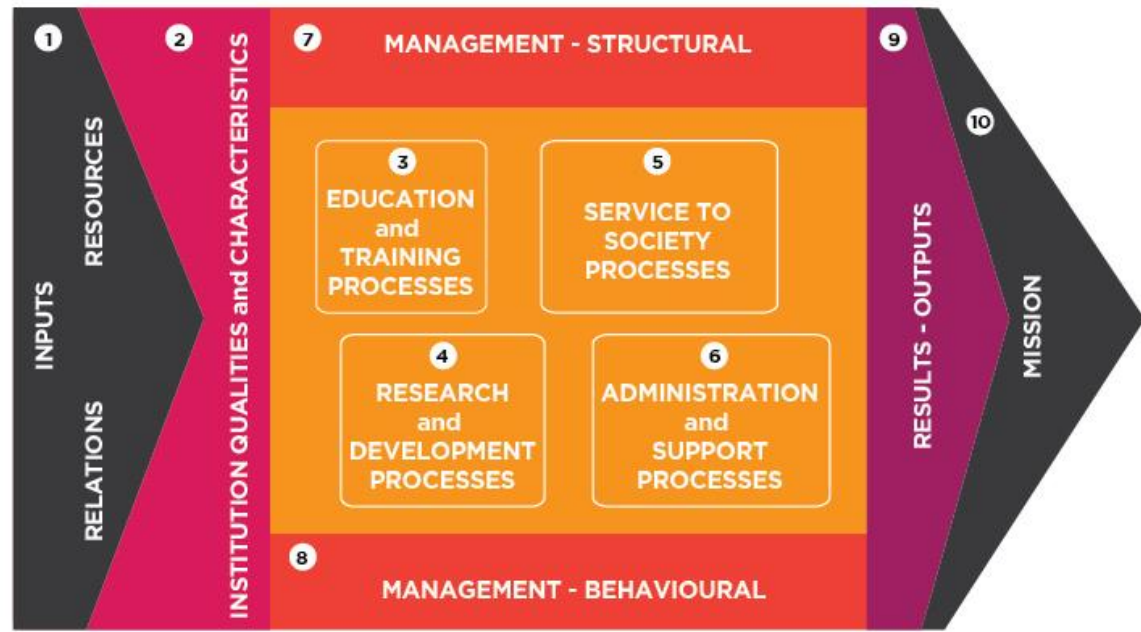 1
INPUTS
RESOURCES
RELATIONS
2
INSTITUTION QUALITIES and CHARACTERISTICS
7
MANAGEMENT - STRUCTURAL
3
EDUCATION
and
TRAINING
PROCESSES
5
SERVICE TO
SOCIETY
PROCESSES
4
RESEARCH
and
DEVELOPMENT
PROCESSES
6
ADMINISTRATION
and
SUPPORT
PROCESSES
8
MANAGEMENT - BEHAVIOURAL
9
RESULTS - OUTPUTS
10
MISSION